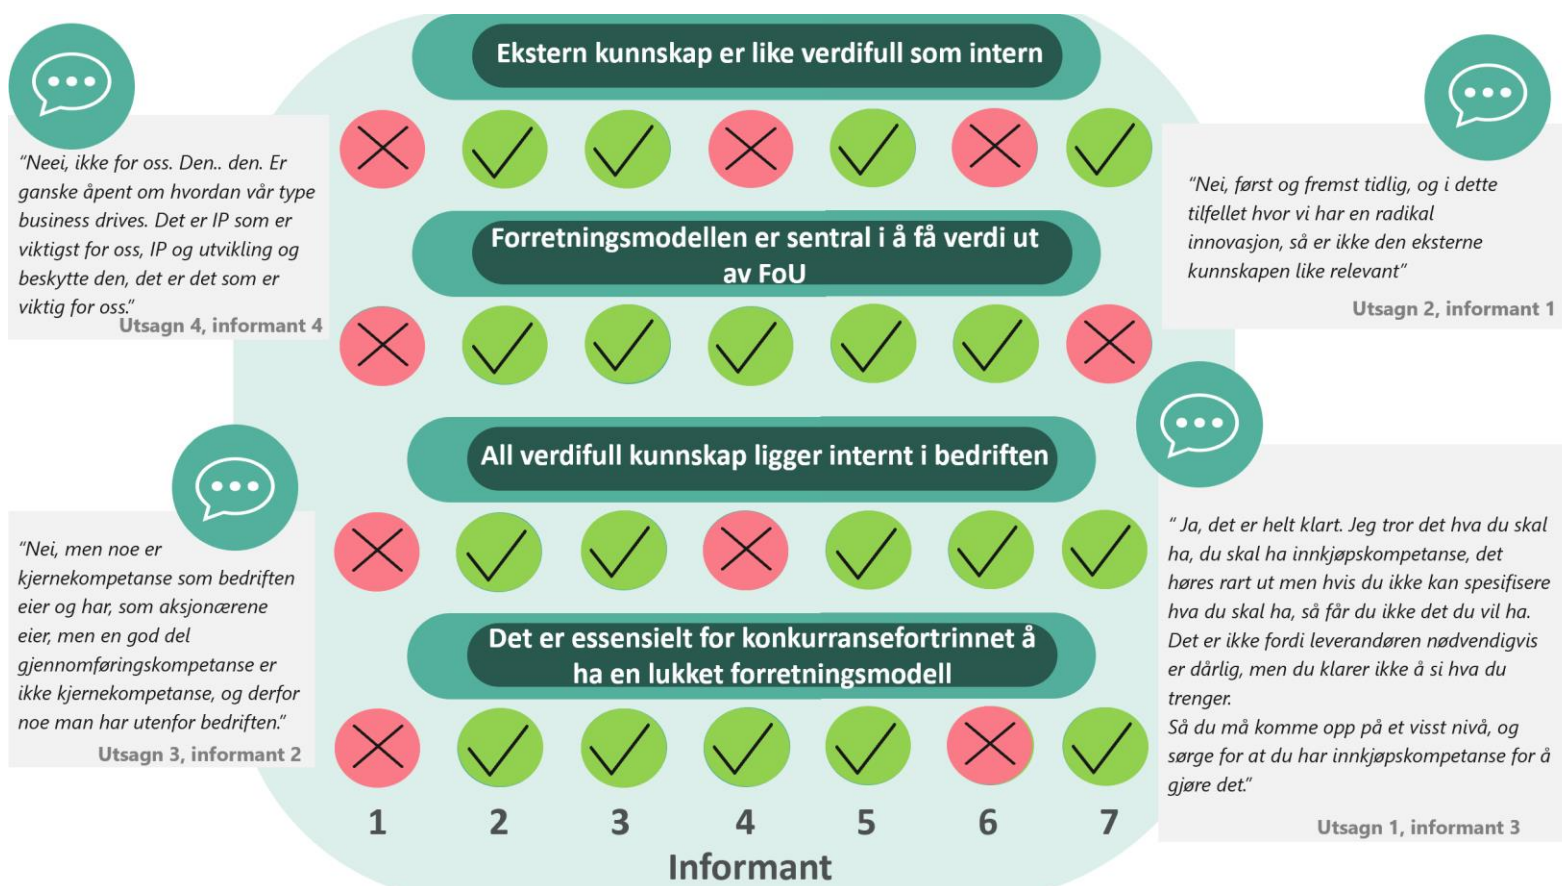 Ekstern kunnskap er like verdifull som intern
“Neei, ikke for oss. Den.. den. Er
ganske åpent om hvordan vår type
business drives. Det er IP som er
viktigst for oss, IP og utvikling og
beskytte den, det er det som er
viktig for oss.”
Utsagn 4, informant 4
“Nei, først og fremst tidlig, og i dette
tilfellet hvor vi har en radikal
innovasjon, så er ikke den eksterne
kunnskapen like relevant”
Utsagn 2, informant 1
Forretningsmodellen er sentral i å få verdi ut
av FoU
All verdifull kunnskap ligger internt i bedriften
“Nei, men noe er
kjernekompetanse som bedriften
eier og har, som aksjonærene
eier, men en god del
gjennomføringskompetanse er
ikke kjernekompetanse, og derfor
noe man har utenfor bedriften.”
Utsagn 3, informant 2
“ Ja, det er helt klart. Jeg tror det hva du skal
ha, du skal ha innkjøpskompetanse, det
høres rart ut men hvis du ikke kan spesifisere
hva du skal ha, så får du ikke det du vil ha.
Det er ikke fordi leverandøren nødvendigvis
er dårlig, men du klarer ikke å si hva du
trenger.
Så du må komme opp på et visst nivå, og
sørge for at du har innkjøpskompetanse for å
gjøre det.”
Utsagn 1, informant 3
Det er essensielt for konkurransefortrinnet å
ha en lukket forretningsmodell
1 2 3 4 5 6 7
Informant